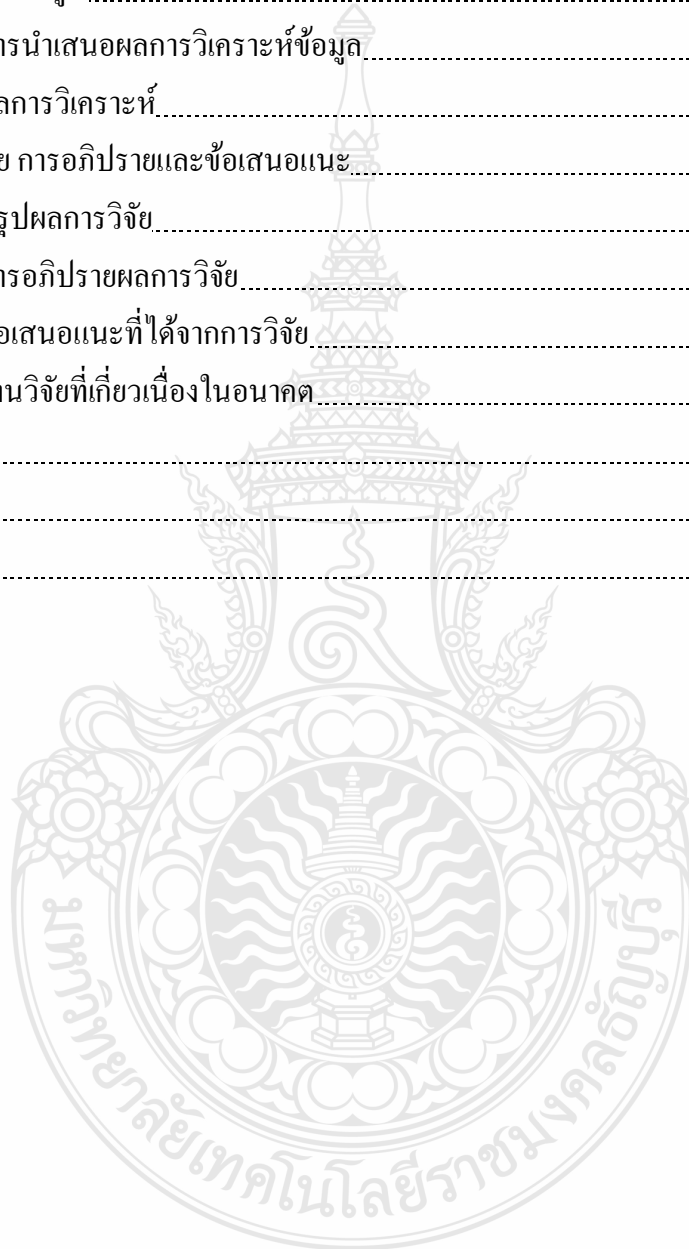 ารนำเสนอผลการวิเคราะห์ข้อมูล
ลการวิเคราะห์
ย การอภิปรายและข้อเสนอแนะ
รุปผลการวิจัย
ารอภิปรายผลการวิจัย
อเสนอแนะที่ได้จากการวิจัย
านวิจัยที่เกี่ยวเนื่องในอนาคต
มหาวิทยาลัยเทคโนโลยีราชมงคลธัญบุรี